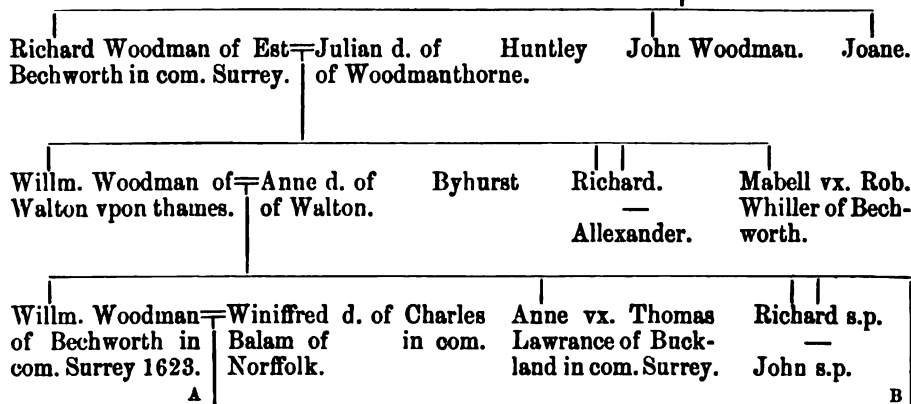 Richard Woodman of Est Julian d. of Huntley John Woodman. Joane.
Bechworth in com. Surrey. of Woodmanthorne.
Willm. Woodman of Anne d. of Byhurst Richard. Mabell vx. Rob.
Walton vpon thames. of Walton. — Whiller of Bech-
Allexander. worth.
Willm. Woodman Winiffred d. of Charles Anne vx. Thomas Richard s.p.
of Bechworth in Balam of in com. Lawrance of Buck- —
com. Surrey 1623. Norffolk. land in com. Surrey. John s.p.
A B